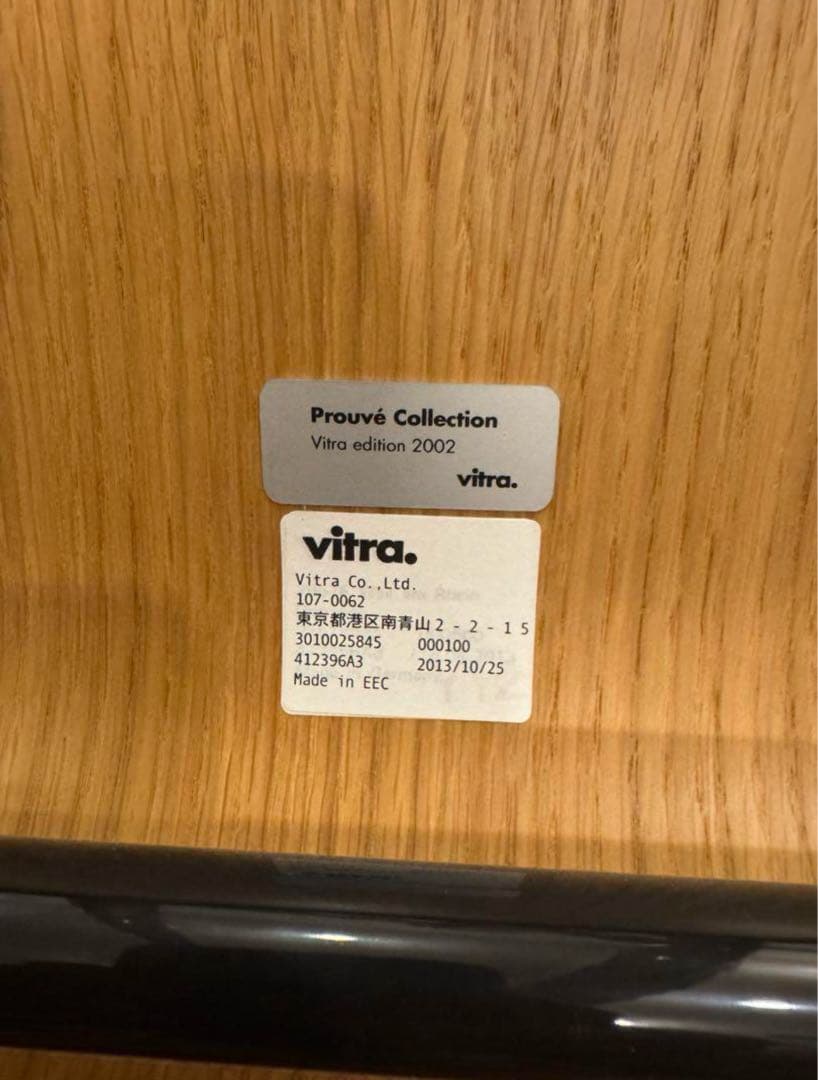 Prouvé Collection
Vitra edition 2002
vitra.
vitra.
Vitra Co.,Ltd.
107-0062
東京都港区南青山2-2-15
3010025845 000100
412396A3 2013/10/25
Made in EEC